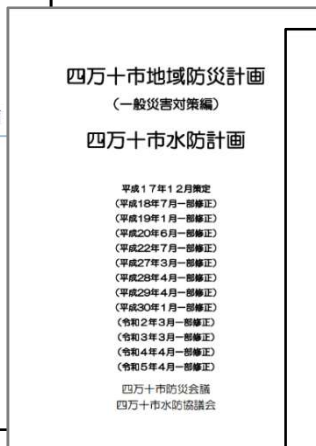 四万十市地域防災計画
（一般災害対策編）
四万十市水防計画
平成17年12月策定
（平成18年7月一部修正）
（平成19年1月一部修正）
（平成20年6月一部修正）
（平成22年7月一部修正）
（平成27年3月一部修正）
（平成28年4月一部修正）
（平成29年4月一部修正）
（平成30年1月一部修正）
（令和2年3月一部修正）
（令和3年3月一部修正）
（令和4年4月一部修正）
（令和5年4月一部修正）
四万十市防災会議
四万十市水防協議会